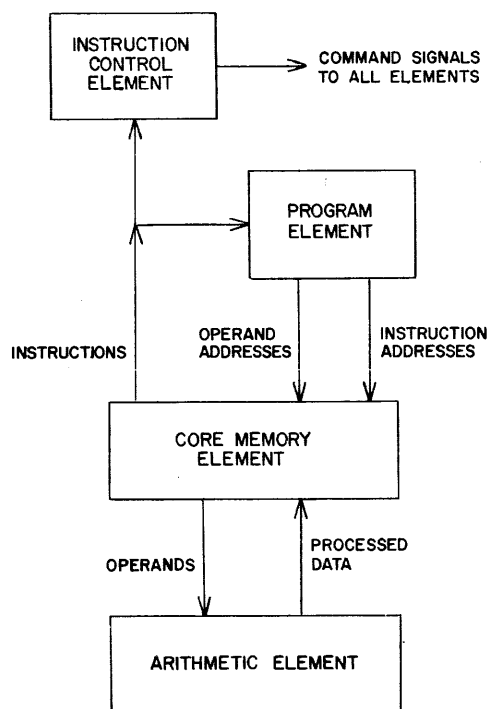 INSTRUCTION
CONTROL
ELEMENT
COMMAND SIGNALS
TO ALL ELEMENTS
PROGRAM
ELEMENT
INSTRUCTIONS
OPERAND
ADDRESSES
INSTRUCTION
ADDRESSES
CORE MEMORY
ELEMENT
OPERANDS
PROCESSED
DATA
ARITHMETIC ELEMENT